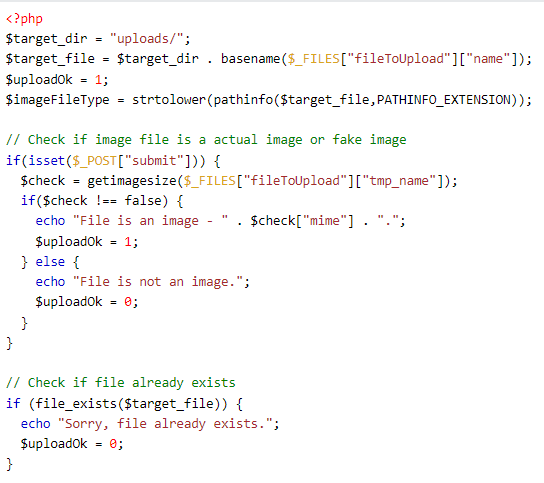 <?php
$target_dir = "uploads/";
$target_file = $target_dir . basename($_FILES["fileToUpload"]["name"]);
$uploadOk = 1;
$imageFileType = strtolower(pathinfo($target_file,PATHINFO_EXTENSION));

// Check if image file is a actual image or fake image
if(isset($_POST["submit"])) {
  $check = getimagesize($_FILES["fileToUpload"]["tmp_name"]);
  if($check !== false) {
    echo "File is an image - " . $check["mime"] . ".";
    $uploadOk = 1;
  } else {
    echo "File is not an image.";
    $uploadOk = 0;
  }
}

// Check if file already exists
if (file_exists($target_file)) {
  echo "Sorry, file already exists.";
  $uploadOk = 0;
}